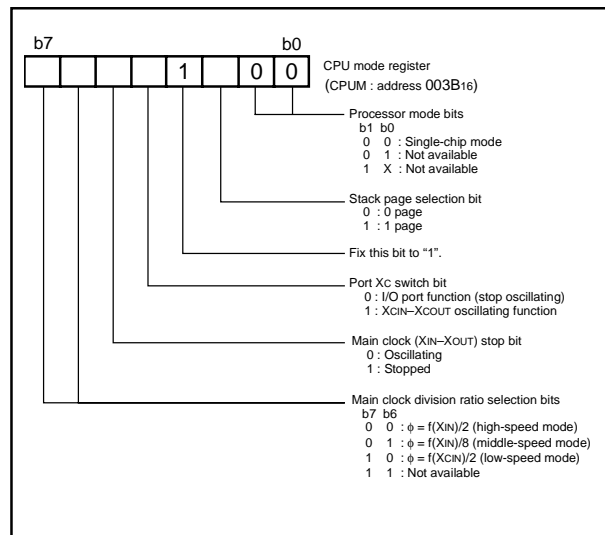 b7 b0
1 0 0
CPU mode register
(CPUM : address 003B16)
Processor mode bits
b1 b0
0 0 : Single-chip mode
0 1 : Not available
1 X : Not available
Stack page selection bit
0 : 0 page
1 : 1 page
Fix this bit to “1”.
Port XC switch bit
0 : I/O port function (stop oscillating)
1 : XCIN–XCOUT oscillating function
Main clock (XIN–XOUT) stop bit
0 : Oscillating
1 : Stopped
Main clock division ratio selection bits
b7 b6
0 0 : ϕ = f(XIN)/2 (high-speed mode)
0 1 : ϕ = f(XIN)/8 (middle-speed mode)
1 0 : ϕ = f(XCIN)/2 (low-speed mode)
1 1 : Not available